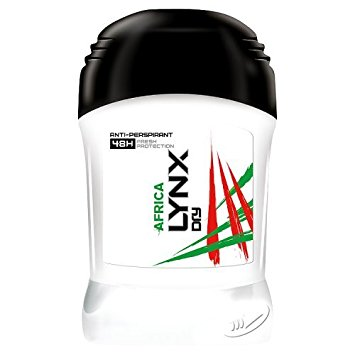 ANTI-PERSPIRANT
48H FRESH
PROTECTION
AFRICA
LYNX
DRY